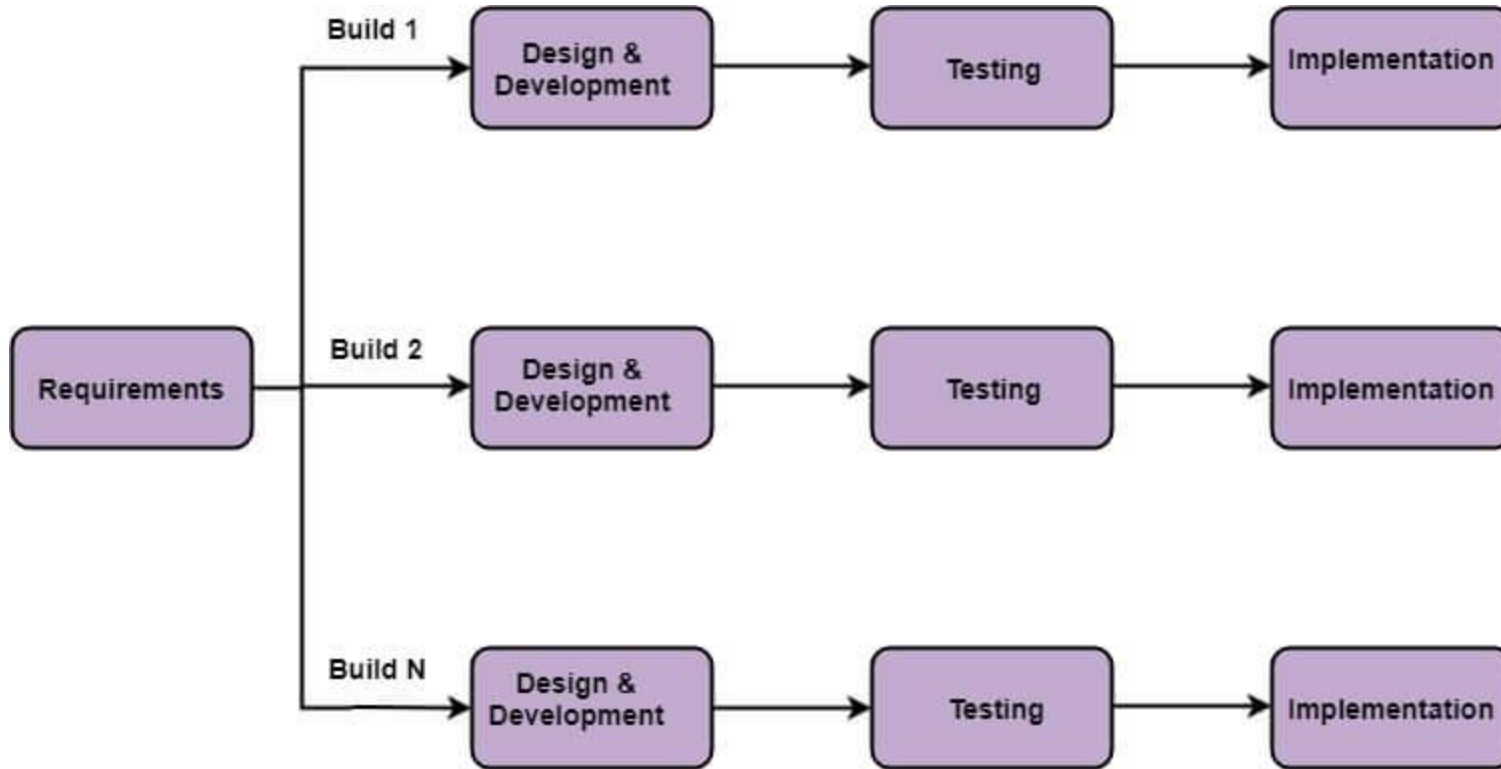 Build 1
Design &
Development
Testing
Implementation
Requirements
Build 2
Design &
Development
Testing
Implementation
Build N
Design &
Development
Testing
Implementation